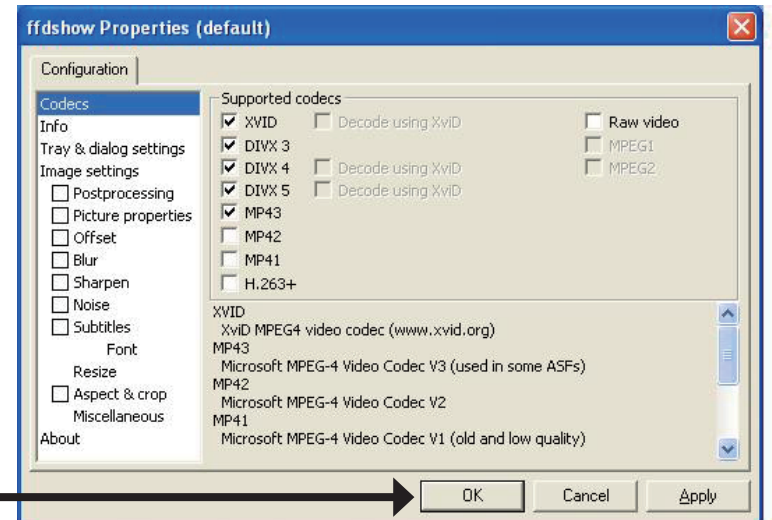 ffdshow Properties (default)
Configuration
Codecs
Info
Tray & dialog settings
Image settings
Postprocessing
Picture properties
Offset
Blur
Sharpen
Noise
Subtitles
Font
Resize
Aspect & crop
Miscellaneous
About
Supported codecs
XVID Decode using XviD Raw video
DIVX 3 MPEG1
DIVX 4 Decode using XviD MPEG2
DIVX 5 Decode using XviD
MP43
MP42
MP41
H.263+
XVID
XviD MPEG4 video codec (www.xvid.org)
MP43
Microsoft MPEG-4 Video Codec V3 (used in some ASFs)
MP42
Microsoft MPEG-4 Video Codec V2
MP41
Microsoft MPEG-4 Video Codec V1 (old and low quality)
OK Cancel Apply